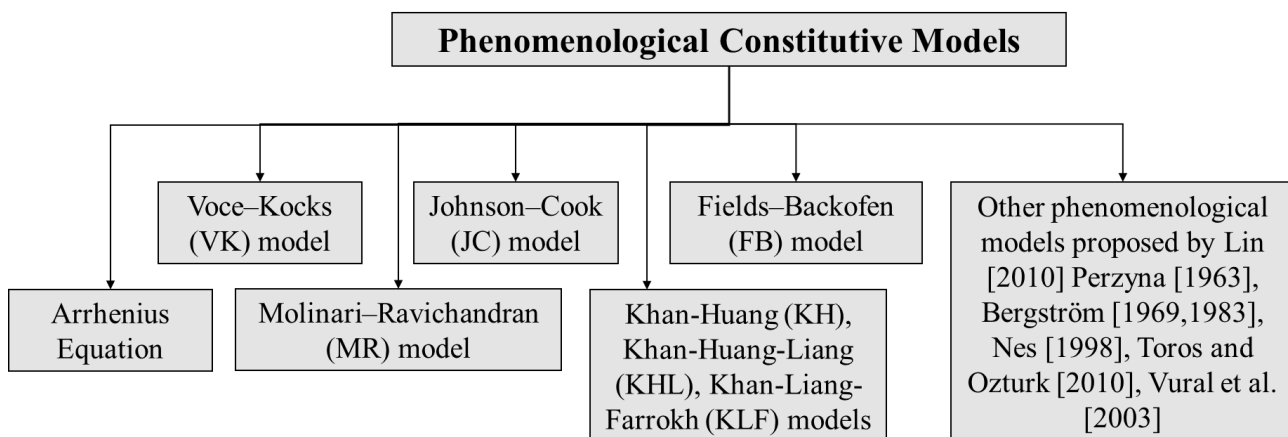 Phenomenological Constitutive Models
Voce–Kocks
(VK) model
Johnson–Cook
(JC) model
Fields–Backofen
(FB) model
Other phenomenological
models proposed by Lin
[2010] Perzyna [1963],
Bergström [1969,1983],
Nes [1998], Toros and
Ozturk [2010], Vural et al.
[2003]
Arrhenius
Equation
Molinari–Ravichandran
(MR) model
Khan-Huang (KH),
Khan-Huang-Liang
(KHL), Khan-Liang-
Farrokh (KLF) models